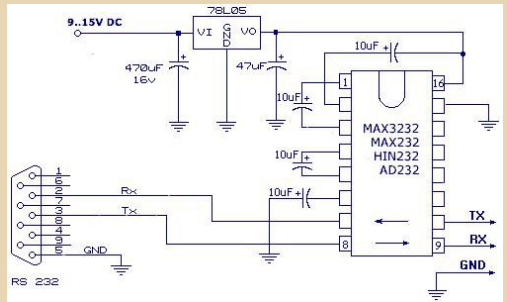 78L05
9..15V DC
VI
GND
VO
470uF
16v
+
47uF
+
10uF +
10uF
+
1
16
MAX3232
MAX232
HIN232
AD232
10uF
+
10uF +
1
6
2
7
3
8
4
9
5
Rx
Tx
GND
8
9
TX
RX
GND
RS 232